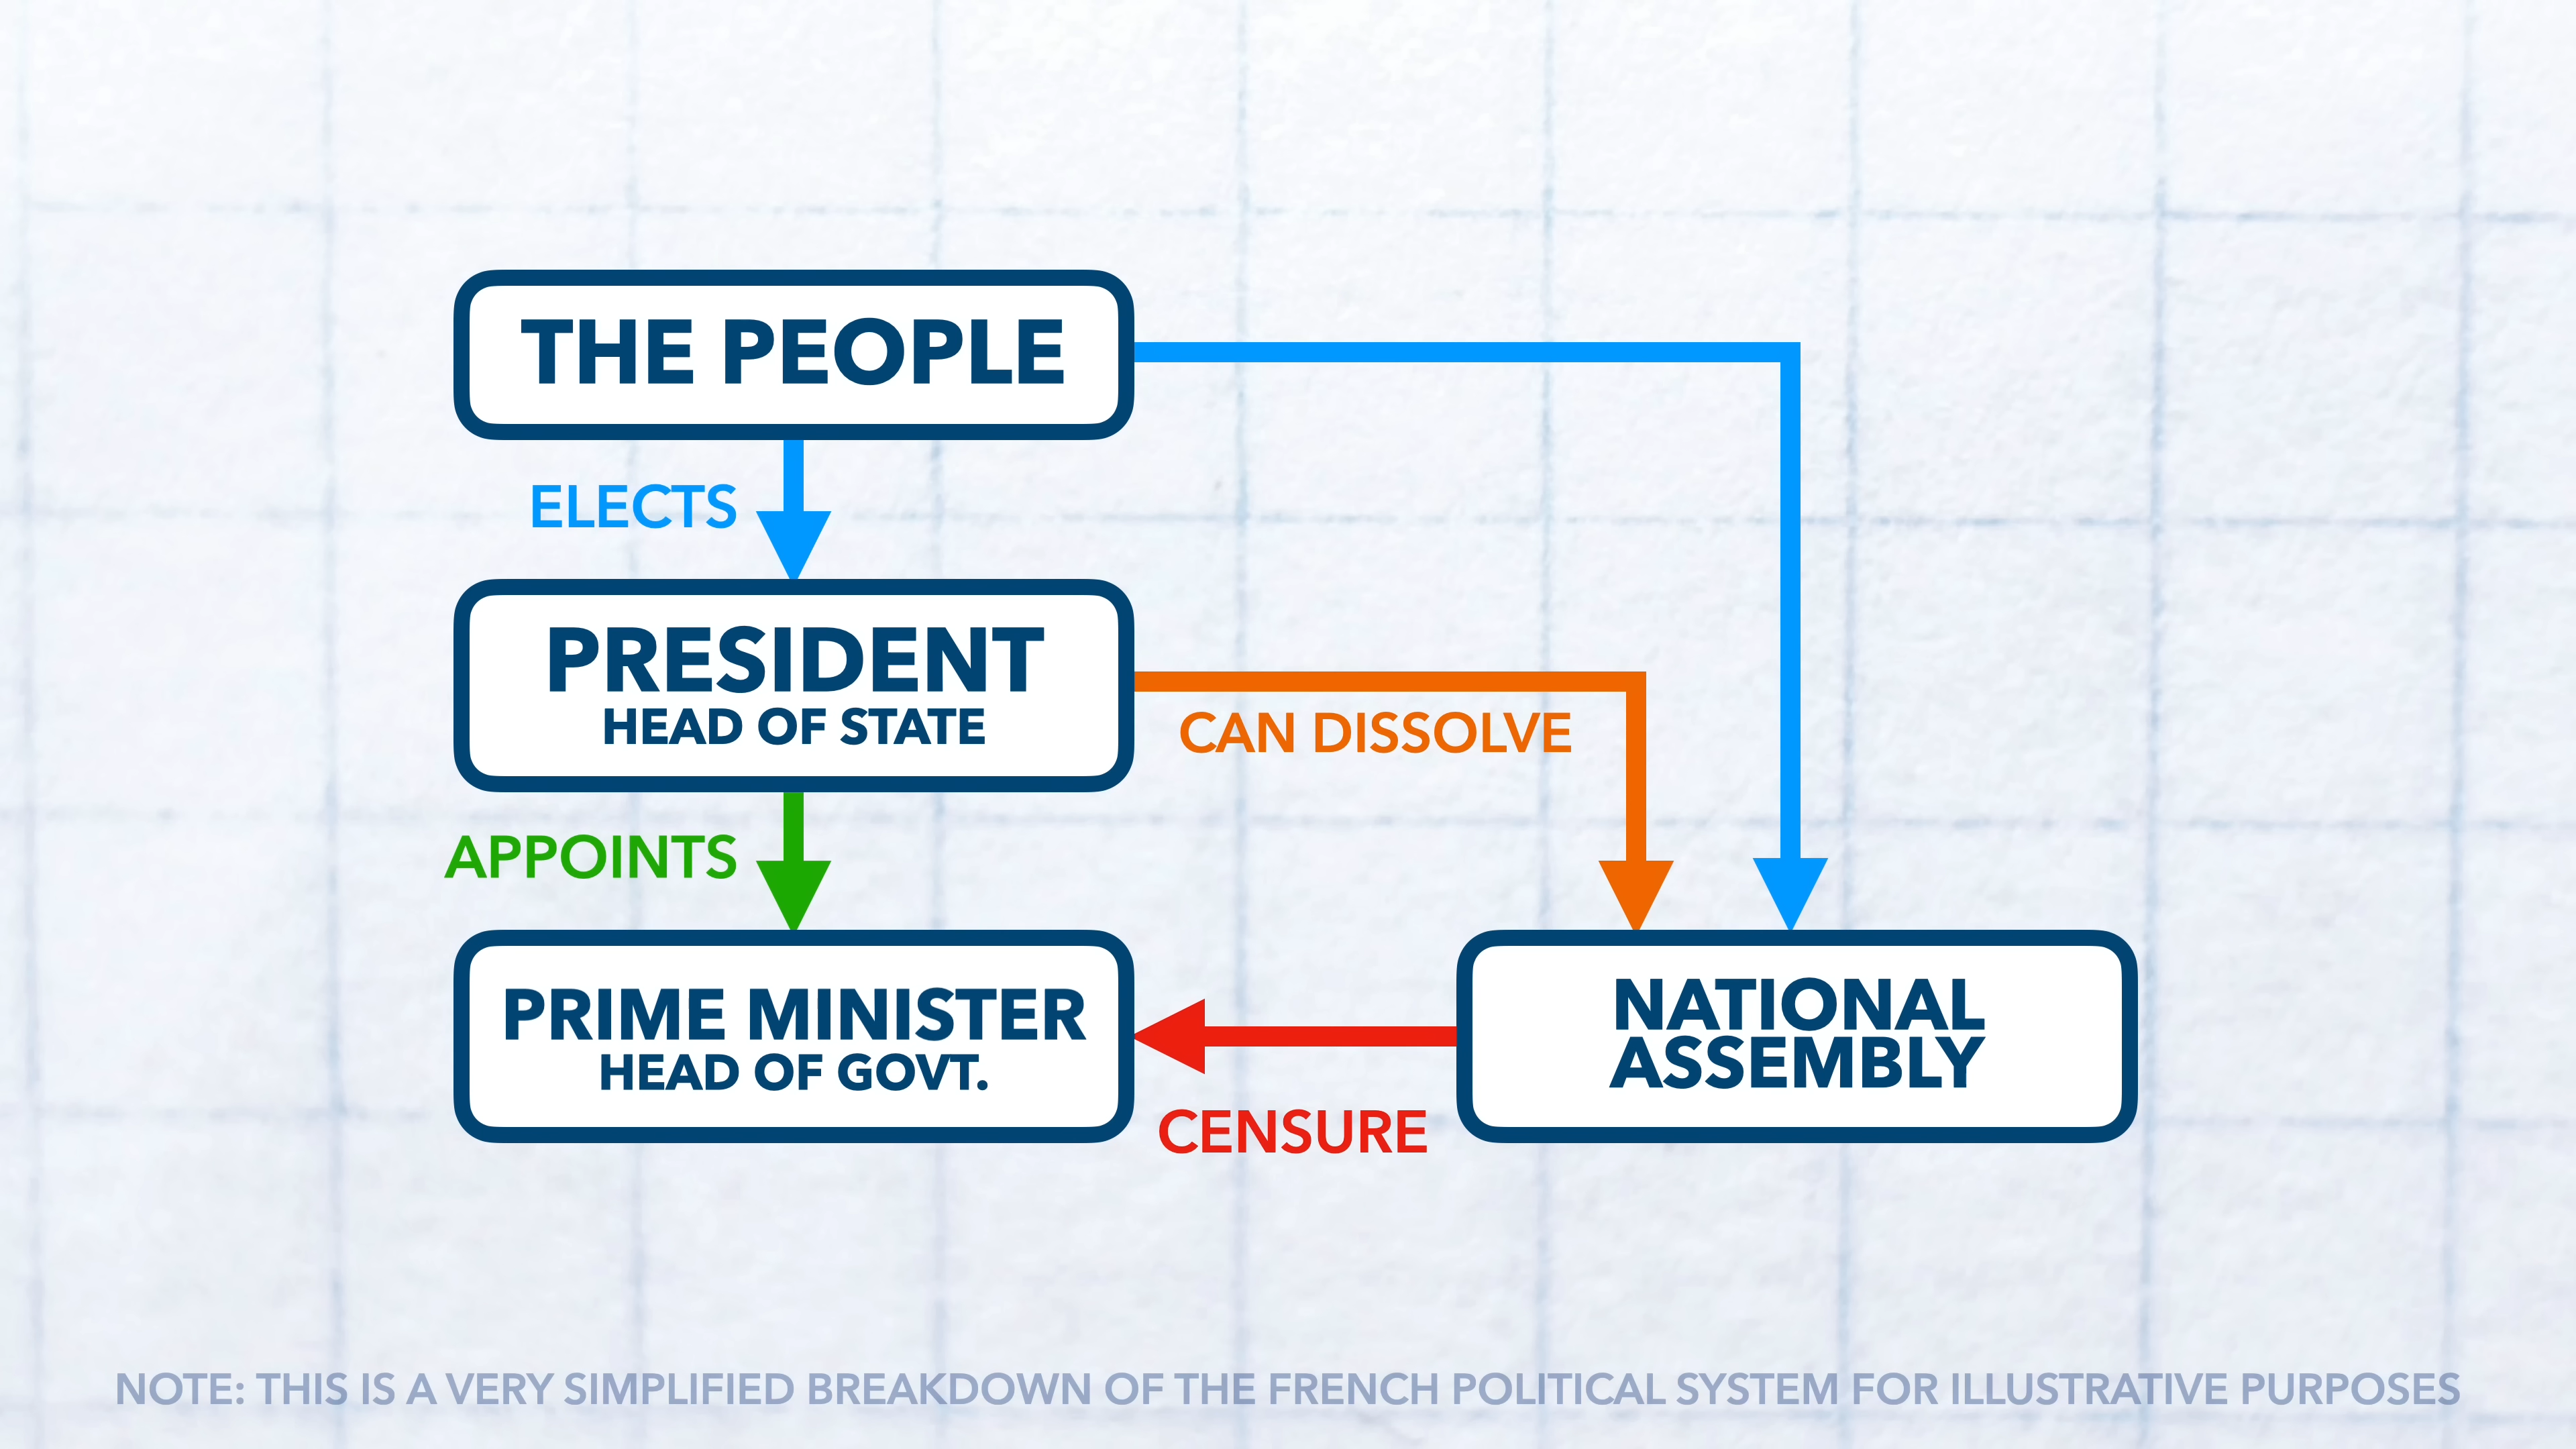 THE PEOPLE
ELECTS
PRESIDENT
HEAD OF STATE
CAN DISSOLVE
APPOINTS
PRIME MINISTER
HEAD OF GOVT.
NATIONAL
ASSEMBLY
CENSURE
NOTE: THIS IS A VERY SIMPLIFIED BREAKDOWN OF THE FRENCH POLITICAL SYSTEM FOR ILLUSTRATIVE PURPOSES